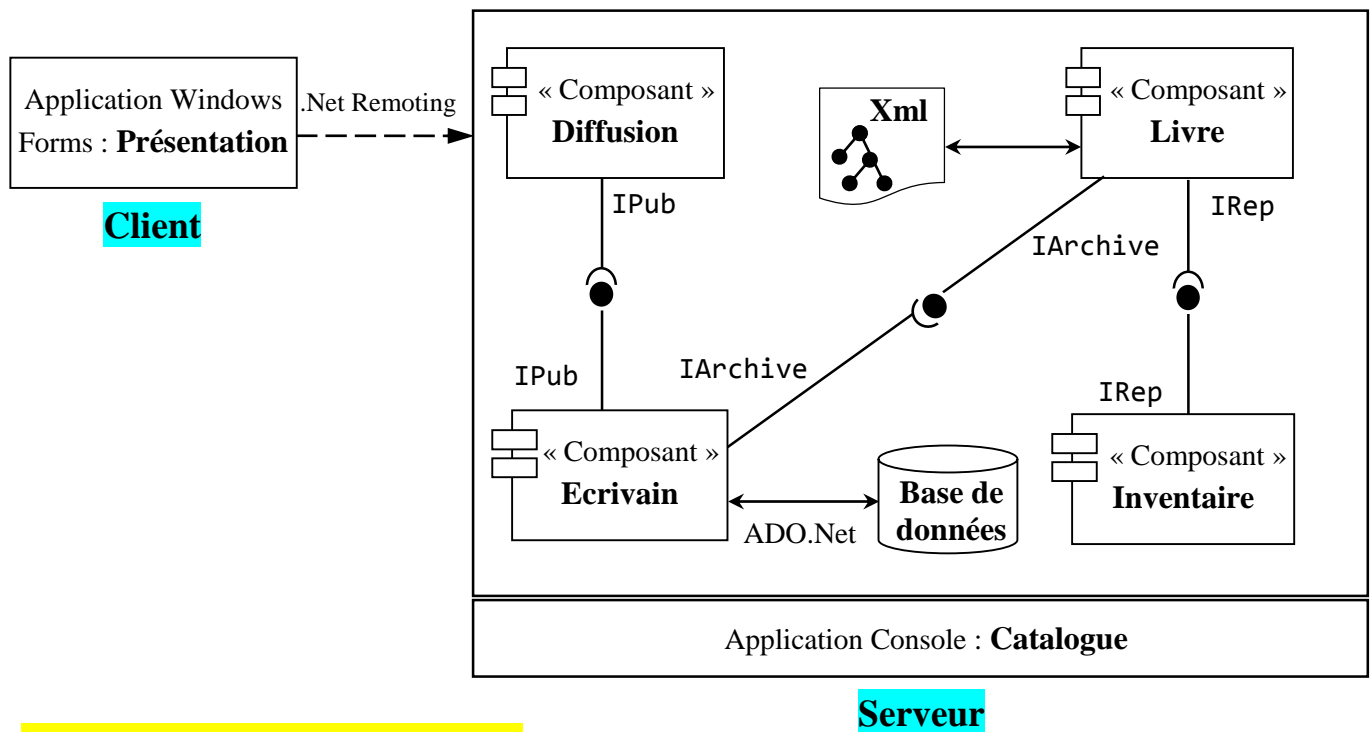 Application Windows
Forms : Présentation
.Net Remoting
Client
« Composant »
Diffusion
Xml
« Composant »
Livre
IPub
IRep
IArchive
IPub
IArchive
IRep
« Composant »
Ecrivain
ADO.Net
Base de
données
« Composant »
Inventaire
Application Console : Catalogue
Serveur